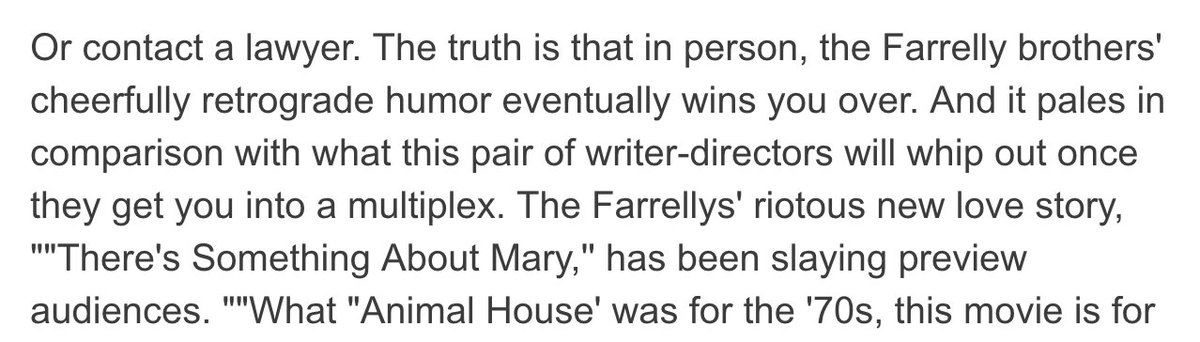 Or contact a lawyer. The truth is that in person, the Farrelly brothers'
cheerfully retrograde humor eventually wins you over. And it pales in
comparison with what this pair of writer-directors will whip out once
they get you into a multiplex. The Farrellys' riotous new love story,
""There's Something About Mary,'' has been slaying preview
audiences. ""What "Animal House' was for the '70s, this movie is for